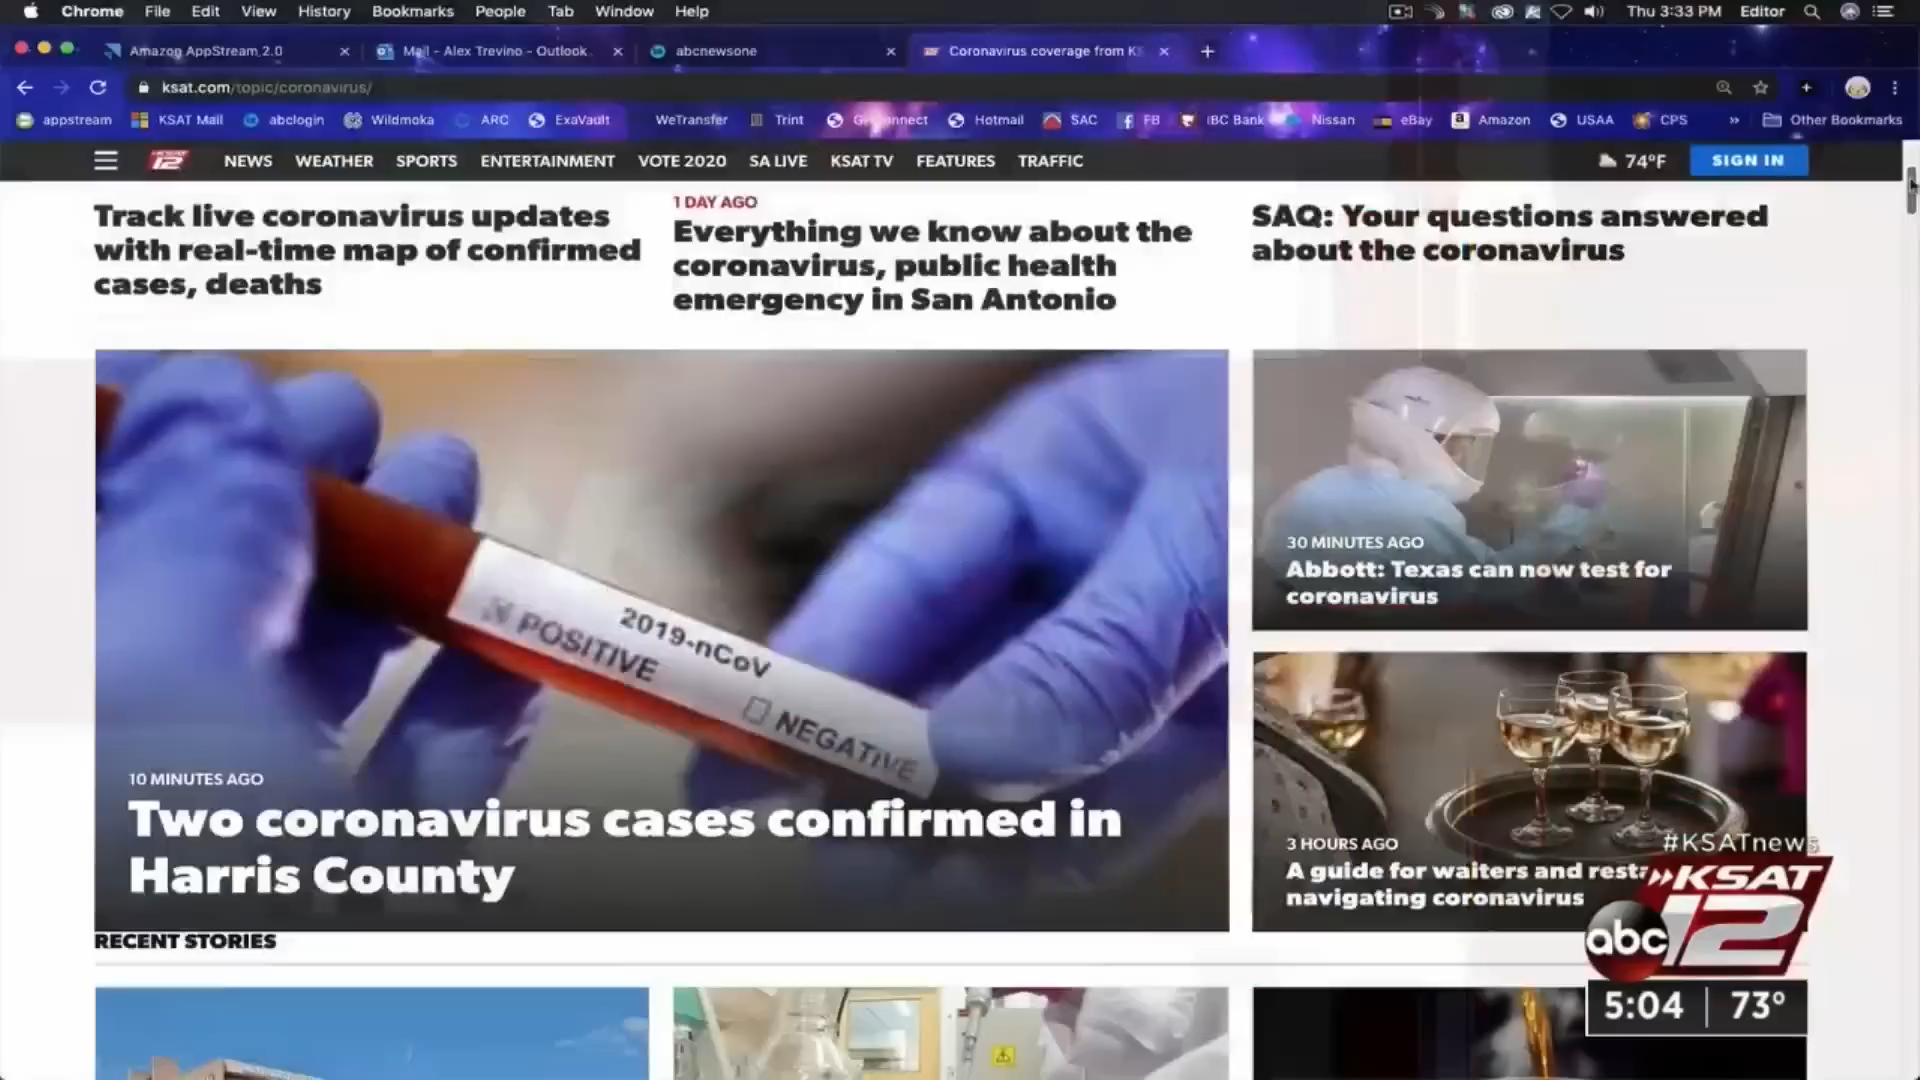 Chrome File Edit View History Bookmarks People Tab Window Help Thu 3:33 PM Editor
Amazon AppStream 2.0 Mail - Alex Trevino - Outlook abcnewsone Coronavirus coverage from KS
ksat.com/topic/coronavirus/
appstream KSAT Mail abclogin Wildmoka ARC ExaVault WeTransfer Trint Hotmail SAC FB IBC Bank Nissan eBay Amazon USAA CPS » Other Bookmarks
KSAT 12 NEWS WEATHER SPORTS ENTERTAINMENT VOTE 2020 SA LIVE KSAT TV FEATURES TRAFFIC 74°F SIGN IN
Track live coronavirus updates
with real-time map of confirmed
cases, deaths
1 DAY AGO
Everything we know about the
coronavirus, public health
emergency in San Antonio
SAQ: Your questions answered
about the coronavirus
2019-nCoV
POSITIVE
NEGATIVE
10 MINUTES AGO
Two coronavirus cases confirmed in
Harris County
30 MINUTES AGO
Abbott: Texas can now test for
coronavirus
3 HOURS AGO
A guide for waiters and resta
navigating coronavirus
RECENT STORIES
#KSATnews
KSAT
abc 12
5:04 73°